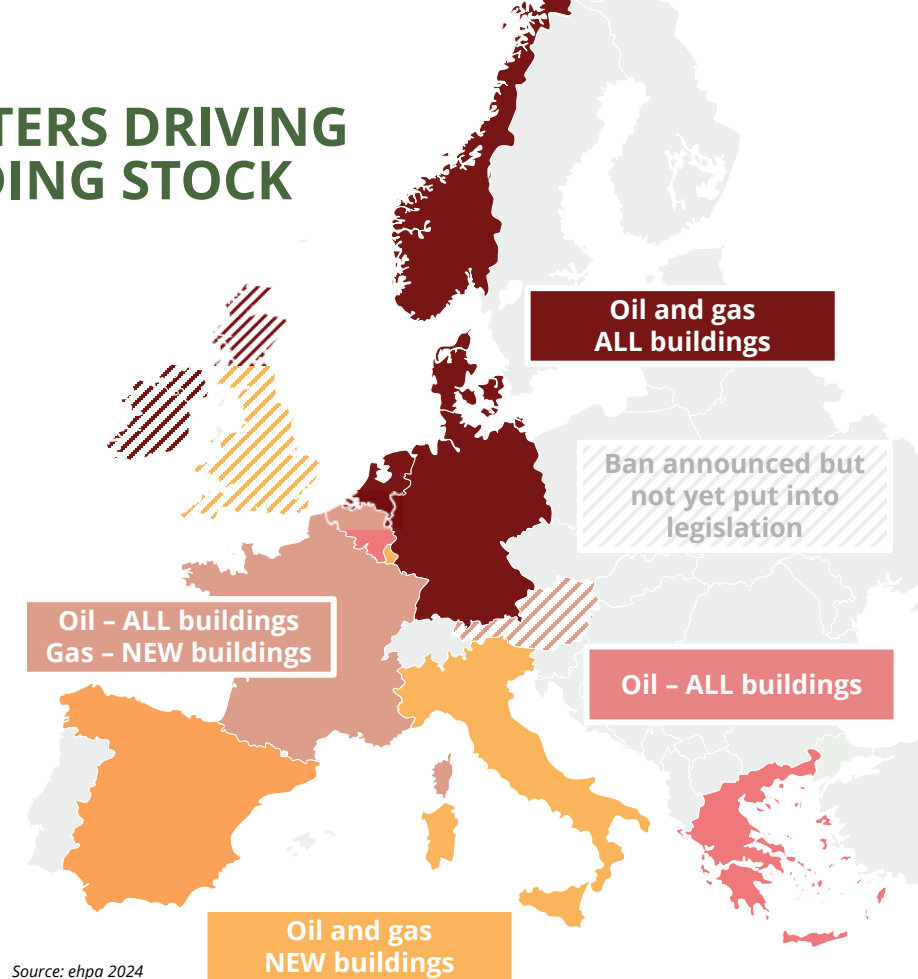 TERS DRIVING
DING STOCK
Oil and gas
ALL buildings
Ban announced but
not yet put into
legislation
Oil – ALL buildings
Gas – NEW buildings
Oil – ALL buildings
Oil and gas
NEW buildings
Source: ehpa 2024